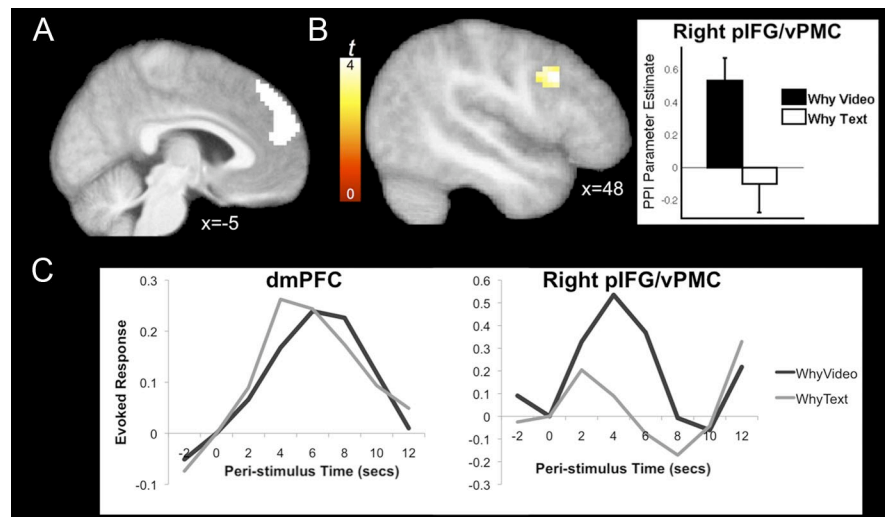 A
B
t
4
0
x=-5
x=48
Right pIFG/vPMC
PPI Parameter Estimate
0.6
0.4
0.2
0
-0.2
Why Video
Why Text
C
dmPFC
Evoked Response
0.3
0.2
0.1
0
-0.1
-2 0 2 4 6 8 10 12
Peri-stimulus Time (secs)
Right pIFG/vPMC
0.6
0.5
0.4
0.3
0.2
0.1
0
-0.1
-0.2
-0.3
-2 0 2 4 6 8 10 12
Peri-stimulus Time (secs)
WhyVideo
WhyText